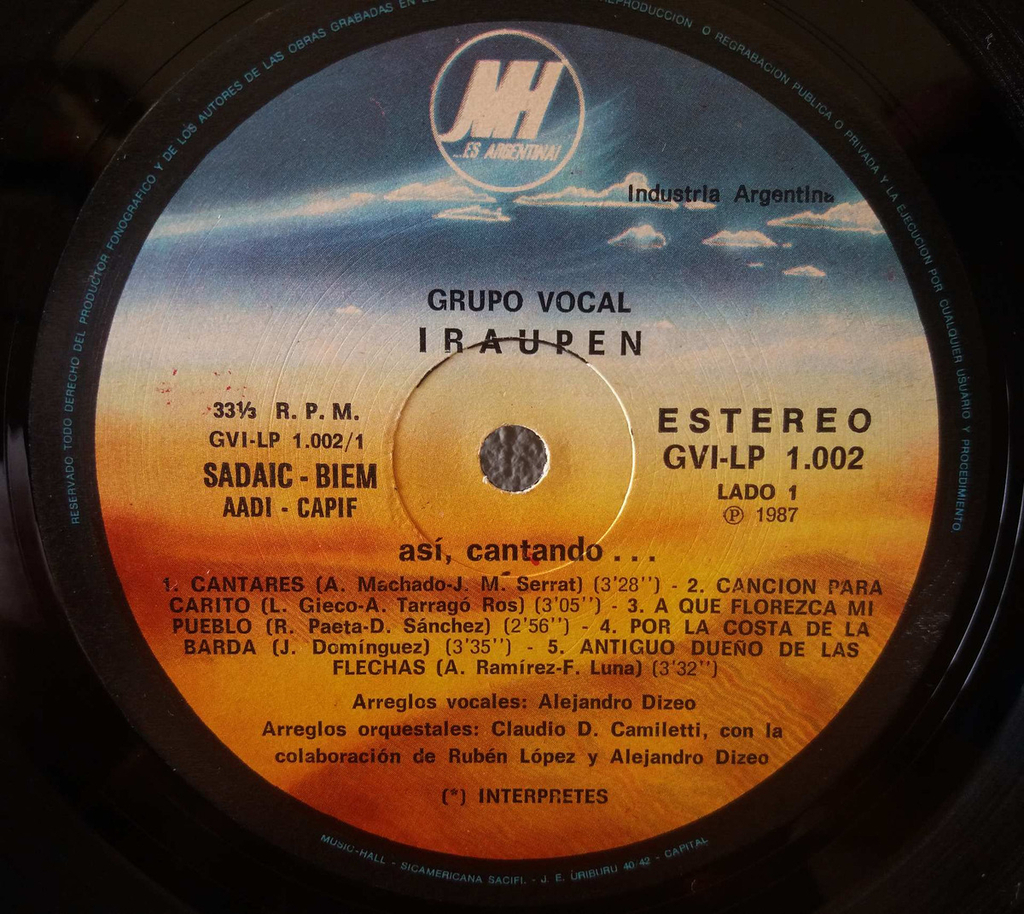 RESERVADO TODO DERECHO DEL PRODUCTOR FONOGRAFICO Y DE LOS AUTORES DE LAS OBRAS GRABADAS EN
REPRODUCCION O REGRABACION PUBLICA O PRIVADA Y LA EJECUCION POR CUALQUIER USUARIO Y PROCEDIMIENTO
MH
...ES ARGENTINA!
Industria Argentina
GRUPO VOCAL
IRAUPEN
33⅓ R. P. M.
GVI-LP 1.002/1
SADAIC - BIEM
AADI - CAPIF
ESTEREO
GVI-LP 1.002
LADO 1
℗ 1987
así, cantando . . .
1. CANTARES (A. Machado-J. M. Serrat) (3'28'') - 2. CANCION PARA
CARITO (L. Gieco-A. Tarragó Ros) (3'05'') - 3. A QUE FLOREZCA MI
PUEBLO (R. Paeta-D. Sánchez) (2'56'') - 4. POR LA COSTA DE LA
BARDA (J. Domínguez) (3'35'') - 5. ANTIGUO DUEÑO DE LAS
FLECHAS (A. Ramírez-F. Luna) (3'32'')
Arreglos vocales: Alejandro Dizeo
Arreglos orquestales: Claudio D. Camiletti, con la
colaboración de Rubén López y Alejandro Dizeo
(*) INTERPRETES
MUSIC-HALL - SICAMERICANA SACIFI. - J. E. URIBURU 40/42 - CAPITAL